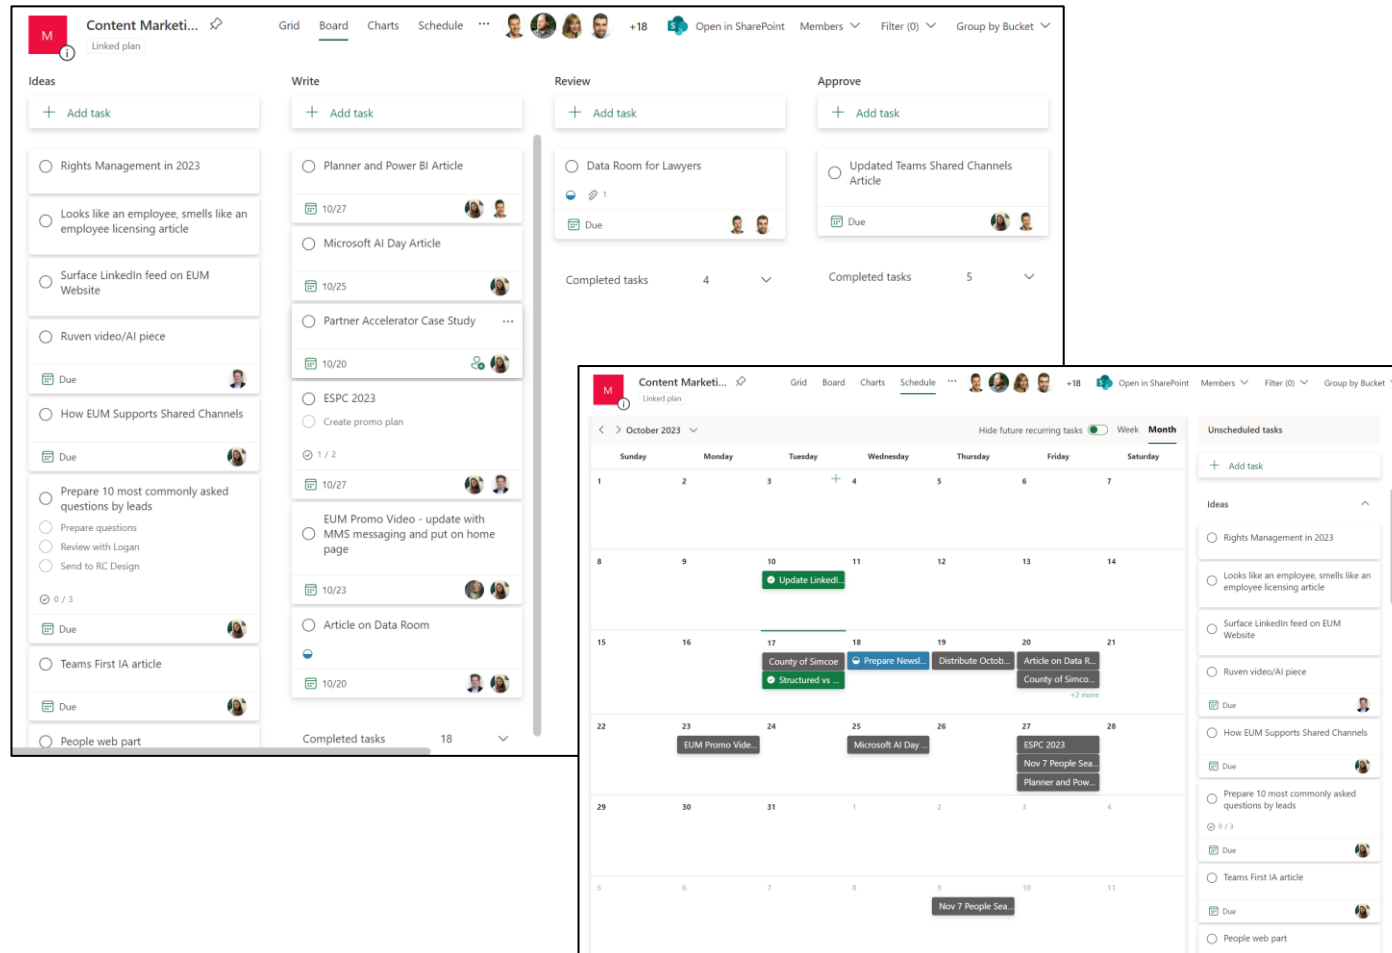 M
Content Marketi...
Linked plan
Grid Board Charts Schedule ... +18 Open in SharePoint Members Filter (0) Group by Bucket
Ideas
Add task
Rights Management in 2023
Looks like an employee, smells like an
employee licensing article
Surface LinkedIn feed on EUM
Website
Ruven video/AI piece
Due
How EUM Supports Shared Channels
Due
Prepare 10 most commonly asked
questions by leads
Prepare questions
Review with Logan
Send to RC Design
0 / 3
Due
Teams First IA article
Due
People web part
Write
Add task
Planner and Power BI Article
10/27
Microsoft AI Day Article
10/25
Partner Accelerator Case Study ...
10/20
ESPC 2023
Create promo plan
1 / 2
10/27
EUM Promo Video - update with
MMS messaging and put on home
page
10/23
Article on Data Room
10/20
Completed tasks 18
Review
Add task
Data Room for Lawyers
1
Due
Completed tasks 4
Approve
Add task
Updated Teams Shared Channels
Article
Due
Completed tasks 5
M
Content Marketi...
Linked plan
Grid Board Charts Schedule ... +18 Open in SharePoint Members Filter (0) Group by Bucket
October 2023 Hide future recurring tasks Week Month
Sunday Monday Tuesday Wednesday Thursday Friday Saturday
1 2 3 + 4 5 6 7
8 9 10 11 12 13 14
Update LinkedI...
15 16 17 18 19 20 21
County of Simcoe Prepare Newsl... Distribute Octob... Article on Data R...
Structured vs ... County of Simco...
+2 more
22 23 24 25 26 27 28
EUM Promo Vide... Microsoft AI Day ... ESPC 2023
Nov 7 People Sea...
Planner and Pow...
29 30 31 1 2 3 4
5 6 7 8 9 10 11
Nov 7 People Sea...
Unscheduled tasks
Add task
Ideas
Rights Management in 2023
Looks like an employee, smells like an
employee licensing article
Surface LinkedIn feed on EUM
Website
Ruven video/AI piece
Due
How EUM Supports Shared Channels
Due
Prepare 10 most commonly asked
questions by leads
0 / 3
Due
Teams First IA article
Due
People web part